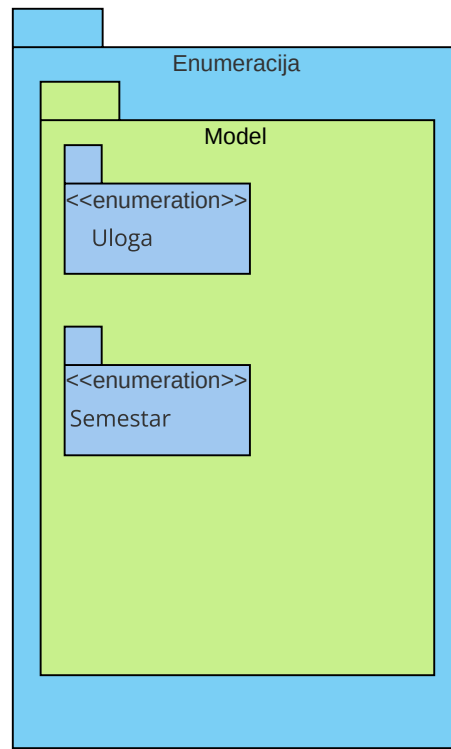 Enumeracija
Model
<<enumeration>>
Uloga
<<enumeration>>
Semestar